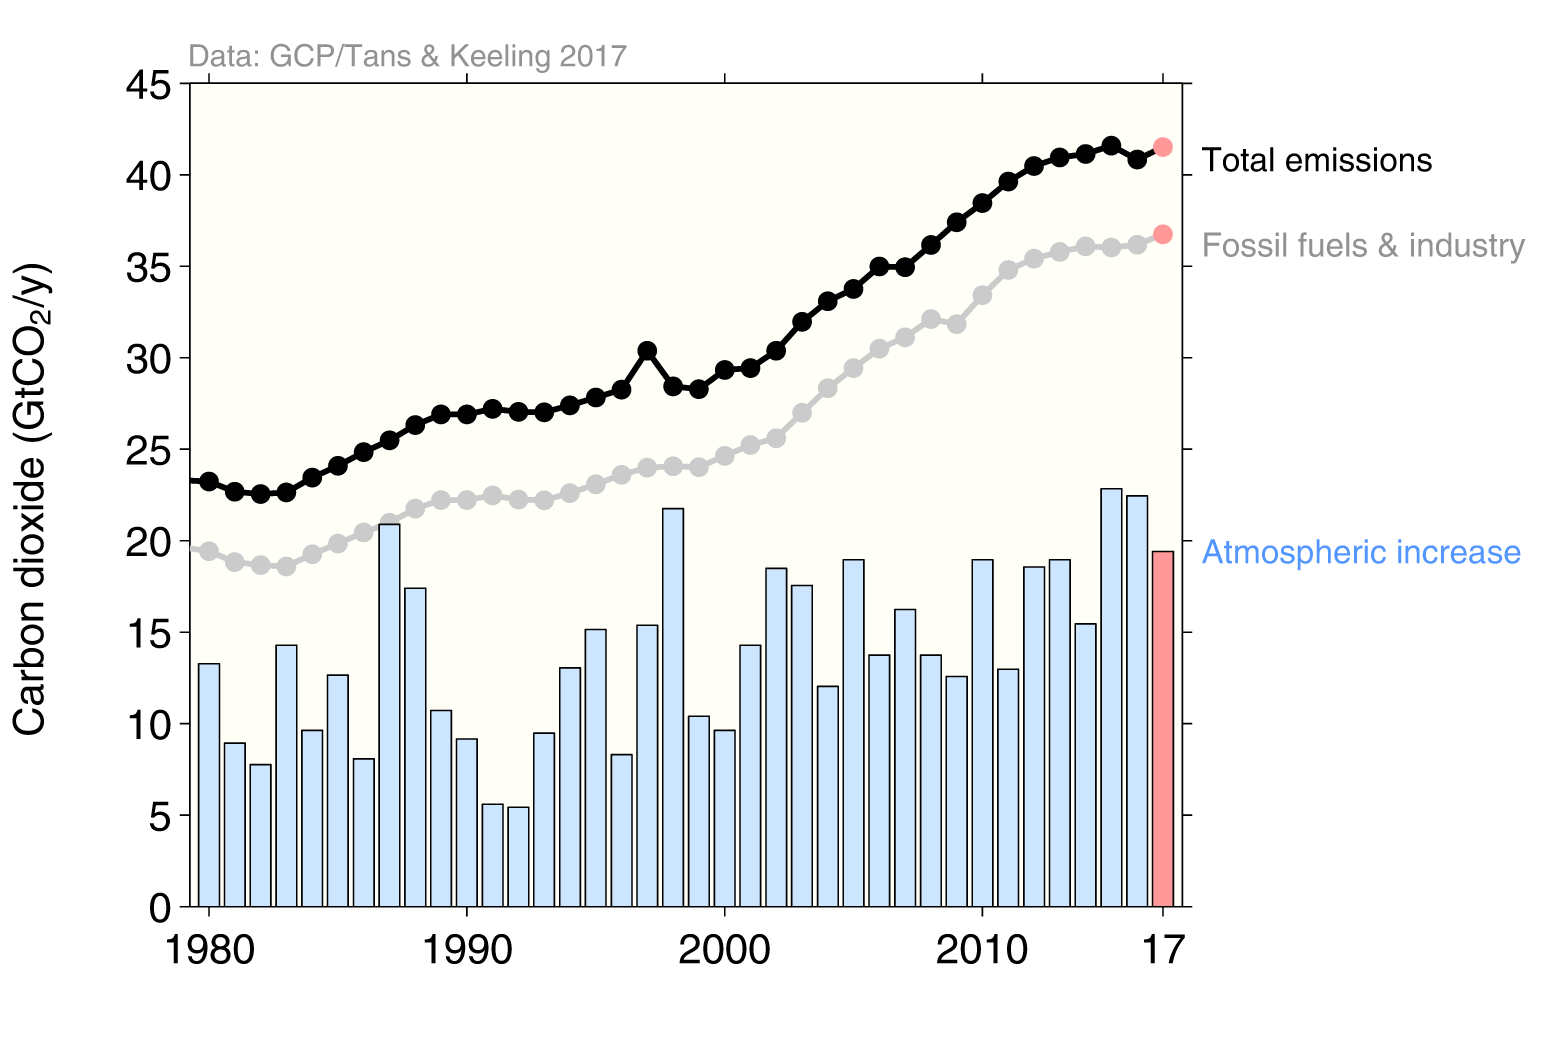 Data: GCP/Tans & Keeling 2017
Carbon dioxide (GtCO₂/y)
45
40
35
30
25
20
15
10
5
0
1980 1990 2000 2010 17
Total emissions
Fossil fuels & industry
Atmospheric increase